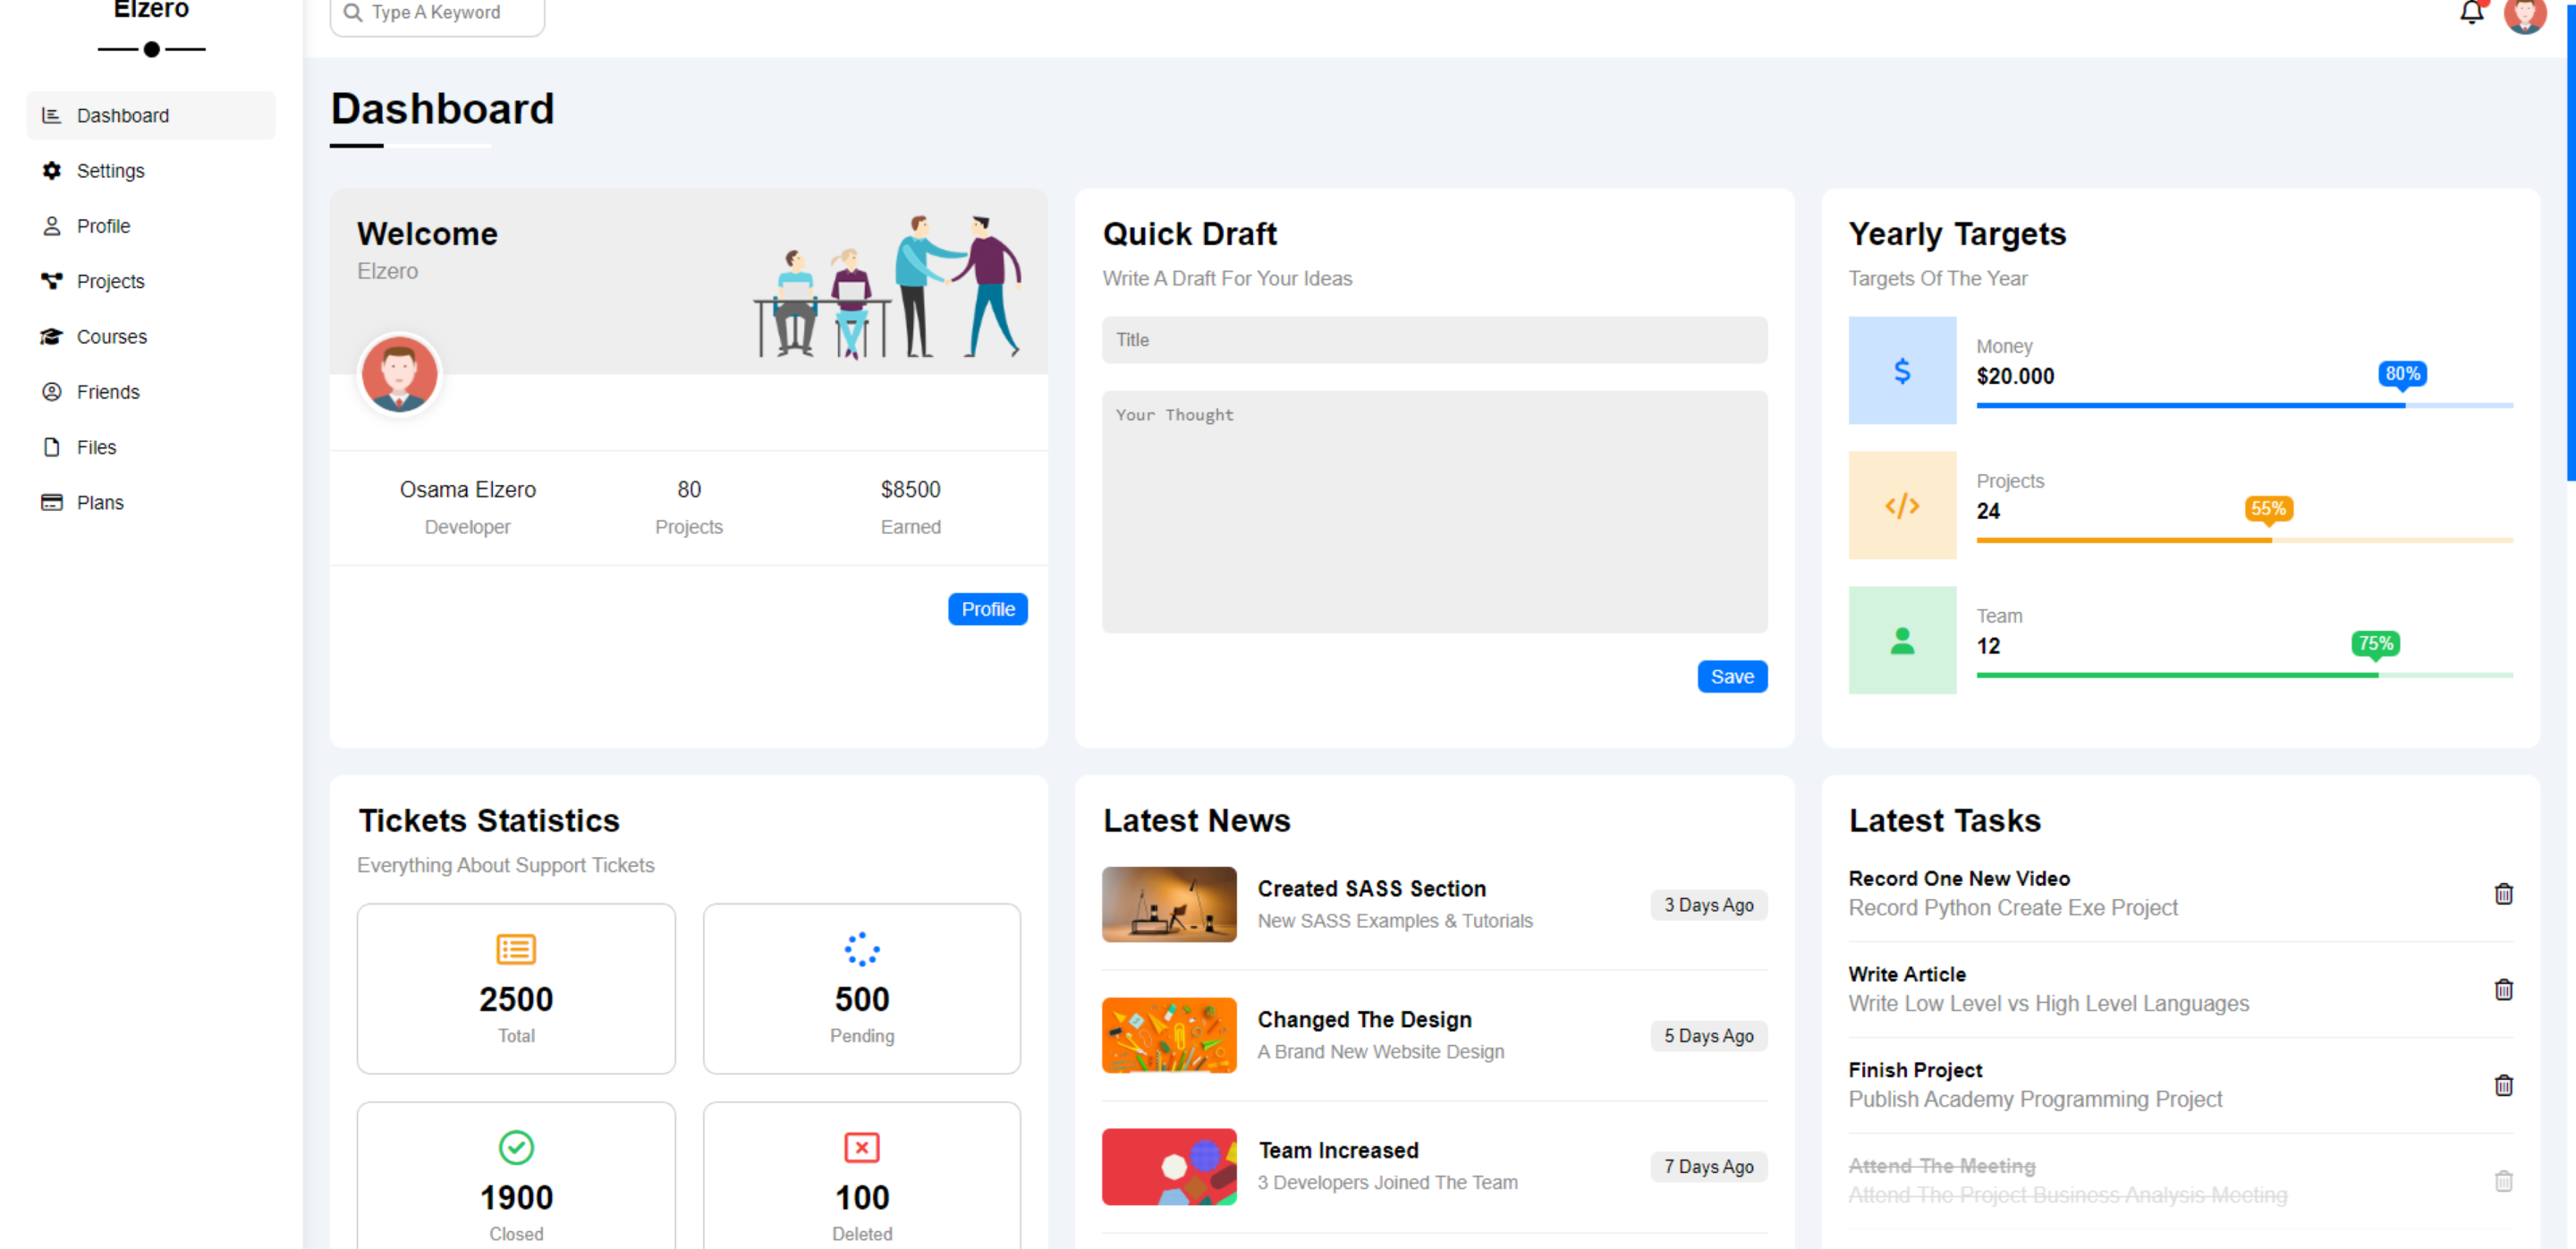 Elzero
Type A Keyword
Dashboard
Settings
Profile
Projects
Courses
Friends
Files
Plans
Dashboard
Welcome
Elzero
Osama Elzero
Developer
80
Projects
$8500
Earned
Profile
Quick Draft
Write A Draft For Your Ideas
Title
Your Thought
Save
Yearly Targets
Targets Of The Year
Money
$20.000
80%
Projects
24
55%
Team
12
75%
Tickets Statistics
Everything About Support Tickets
2500
Total
500
Pending
1900
Closed
100
Deleted
Latest News
Created SASS Section
New SASS Examples & Tutorials
3 Days Ago
Changed The Design
A Brand New Website Design
5 Days Ago
Team Increased
3 Developers Joined The Team
7 Days Ago
Latest Tasks
Record One New Video
Record Python Create Exe Project
Write Article
Write Low Level vs High Level Languages
Finish Project
Publish Academy Programming Project
Attend The Meeting
Attend The Project Business Analysis Meeting